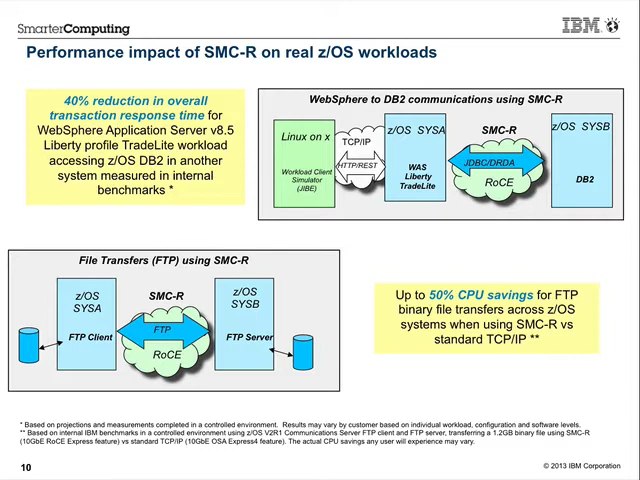 SmarterComputing
IBM
Performance impact of SMC-R on real z/OS workloads
40% reduction in overall
transaction response time for
WebSphere Application Server v8.5
Liberty profile TradeLite workload
accessing z/OS DB2 in another
system measured in internal
benchmarks *
WebSphere to DB2 communications using SMC-R
Linux on x
Workload Client
Simulator
(JIBE)
TCP/IP
HTTP/REST
z/OS SYSA
WAS
Liberty
TradeLite
SMC-R
JDBC/DRDA
RoCE
z/OS SYSB
DB2
File Transfers (FTP) using SMC-R
z/OS
SYSA
FTP Client
SMC-R
FTP
RoCE
z/OS
SYSB
FTP Server
Up to 50% CPU savings for FTP
binary file transfers across z/OS
systems when using SMC-R vs
standard TCP/IP **
* Based on projections and measurements completed in a controlled environment. Results may vary by customer based on individual workload, configuration and software levels.
** Based on internal IBM benchmarks in a controlled environment using z/OS V2R1 Communications Server FTP client and FTP server, transferring a 1.2GB binary file using SMC-R
(10GbE RoCE Express feature) vs standard TCP/IP (10GbE OSA Express4 feature). The actual CPU savings any user will experience may vary.
10
© 2013 IBM Corporation